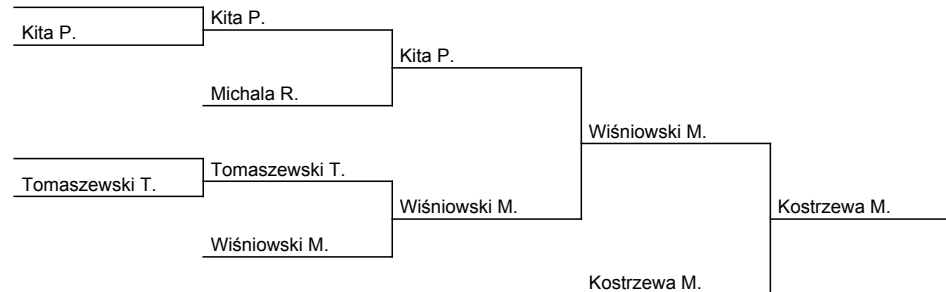 Kita P.
Kita P.
Kita P.
Michala R.
Wiśniowski M.
Tomaszewski T.
Tomaszewski T.
Wiśniowski M.
Kostrzewa M.
Wiśniowski M.
Kostrzewa M.